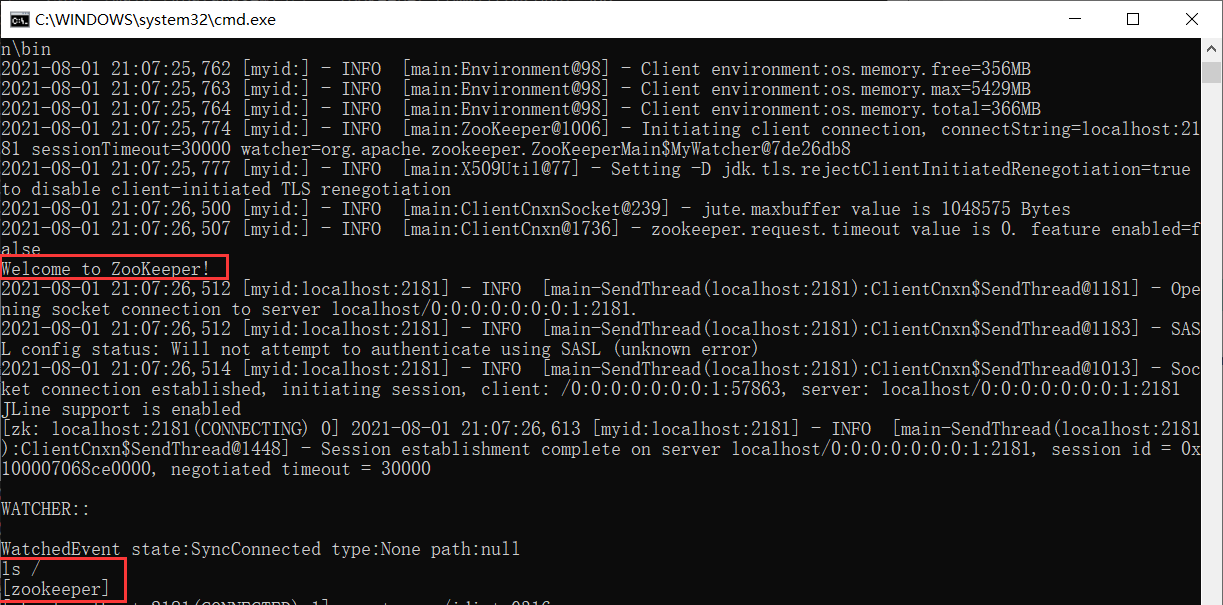 C:\WINDOWS\system32\cmd.exe
n\bin
2021-08-01 21:07:25,762 [myid:] - INFO  [main:Environment@98] - Client environment:os.memory.free=356MB
2021-08-01 21:07:25,763 [myid:] - INFO  [main:Environment@98] - Client environment:os.memory.max=5429MB
2021-08-01 21:07:25,764 [myid:] - INFO  [main:Environment@98] - Client environment:os.memory.total=366MB
2021-08-01 21:07:25,774 [myid:] - INFO  [main:ZooKeeper@1006] - Initiating client connection, connectString=localhost:21
81 sessionTimeout=30000 watcher=org.apache.zookeeper.ZooKeeperMain$MyWatcher@7de26db8
2021-08-01 21:07:25,777 [myid:] - INFO  [main:X509Util@77] - Setting -D jdk.tls.rejectClientInitiatedRenegotiation=true
to disable client-initiated TLS renegotiation
2021-08-01 21:07:26,500 [myid:] - INFO  [main:ClientCnxnSocket@239] - jute.maxbuffer value is 1048575 Bytes
2021-08-01 21:07:26,507 [myid:] - INFO  [main:ClientCnxn@1736] - zookeeper.request.timeout value is 0. feature enabled=f
alse
Welcome to ZooKeeper!
2021-08-01 21:07:26,512 [myid:localhost:2181] - INFO  [main-SendThread(localhost:2181):ClientCnxn$SendThread@1181] - Ope
ning socket connection to server localhost/0:0:0:0:0:0:0:1:2181.
2021-08-01 21:07:26,512 [myid:localhost:2181] - INFO  [main-SendThread(localhost:2181):ClientCnxn$SendThread@1183] - SAS
L config status: Will not attempt to authenticate using SASL (unknown error)
2021-08-01 21:07:26,514 [myid:localhost:2181] - INFO  [main-SendThread(localhost:2181):ClientCnxn$SendThread@1013] - Soc
ket connection established, initiating session, client: /0:0:0:0:0:0:0:1:57863, server: localhost/0:0:0:0:0:0:0:1:2181
JLine support is enabled
[zk: localhost:2181(CONNECTING) 0] 2021-08-01 21:07:26,613 [myid:localhost:2181] - INFO  [main-SendThread(localhost:2181
):ClientCnxn$SendThread@1448] - Session establishment complete on server localhost/0:0:0:0:0:0:0:1:2181, session id = 0x
100007068ce0000, negotiated timeout = 30000
WATCHER::
WatchedEvent state:SyncConnected type:None path:null
ls /
[zookeeper]